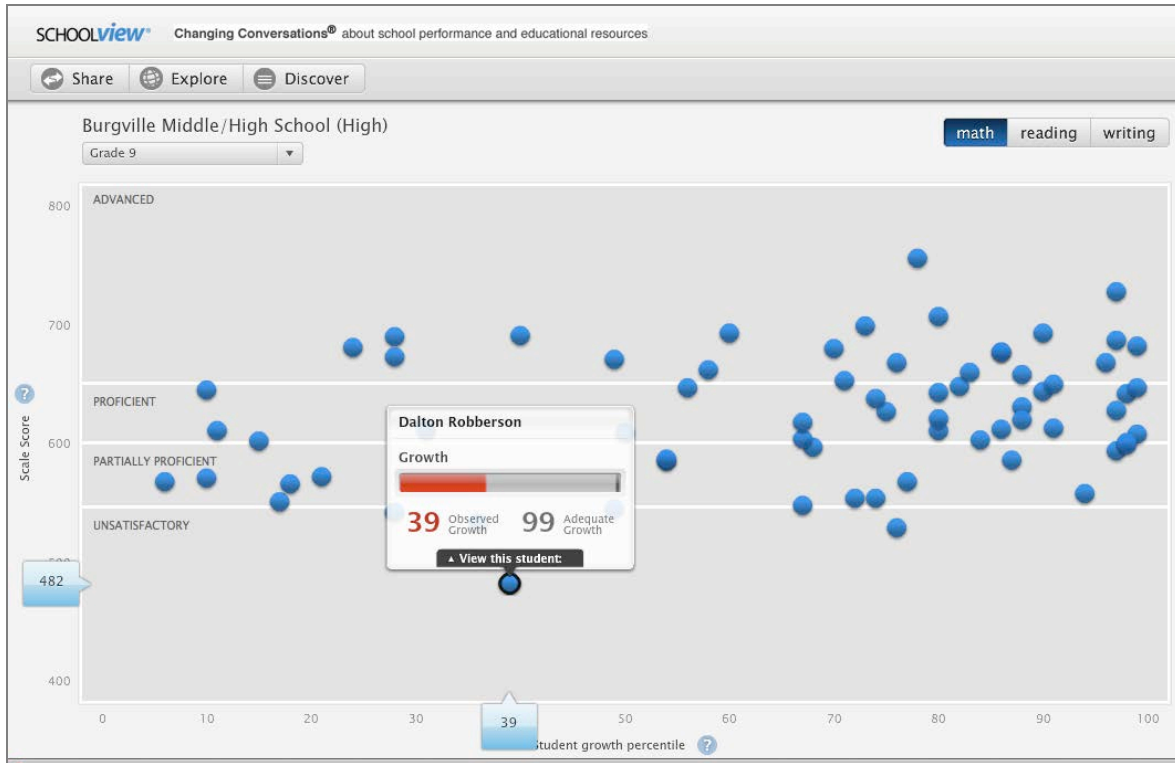 SCHOOLVIEW® Changing Conversations® about school performance and educational resources
Share Explore Discover
Burgville Middle/High School (High)
Grade 9
math reading writing
800
ADVANCED
700
PROFICIENT
600
PARTIALLY PROFICIENT
UNSATISFACTORY
500
482
400
Scale Score
Dalton Robberson
Growth
39 Observed Growth 99 Adequate Growth
View this student:
0 10 20 30 39 50 60 70 80 90 100
Student growth percentile